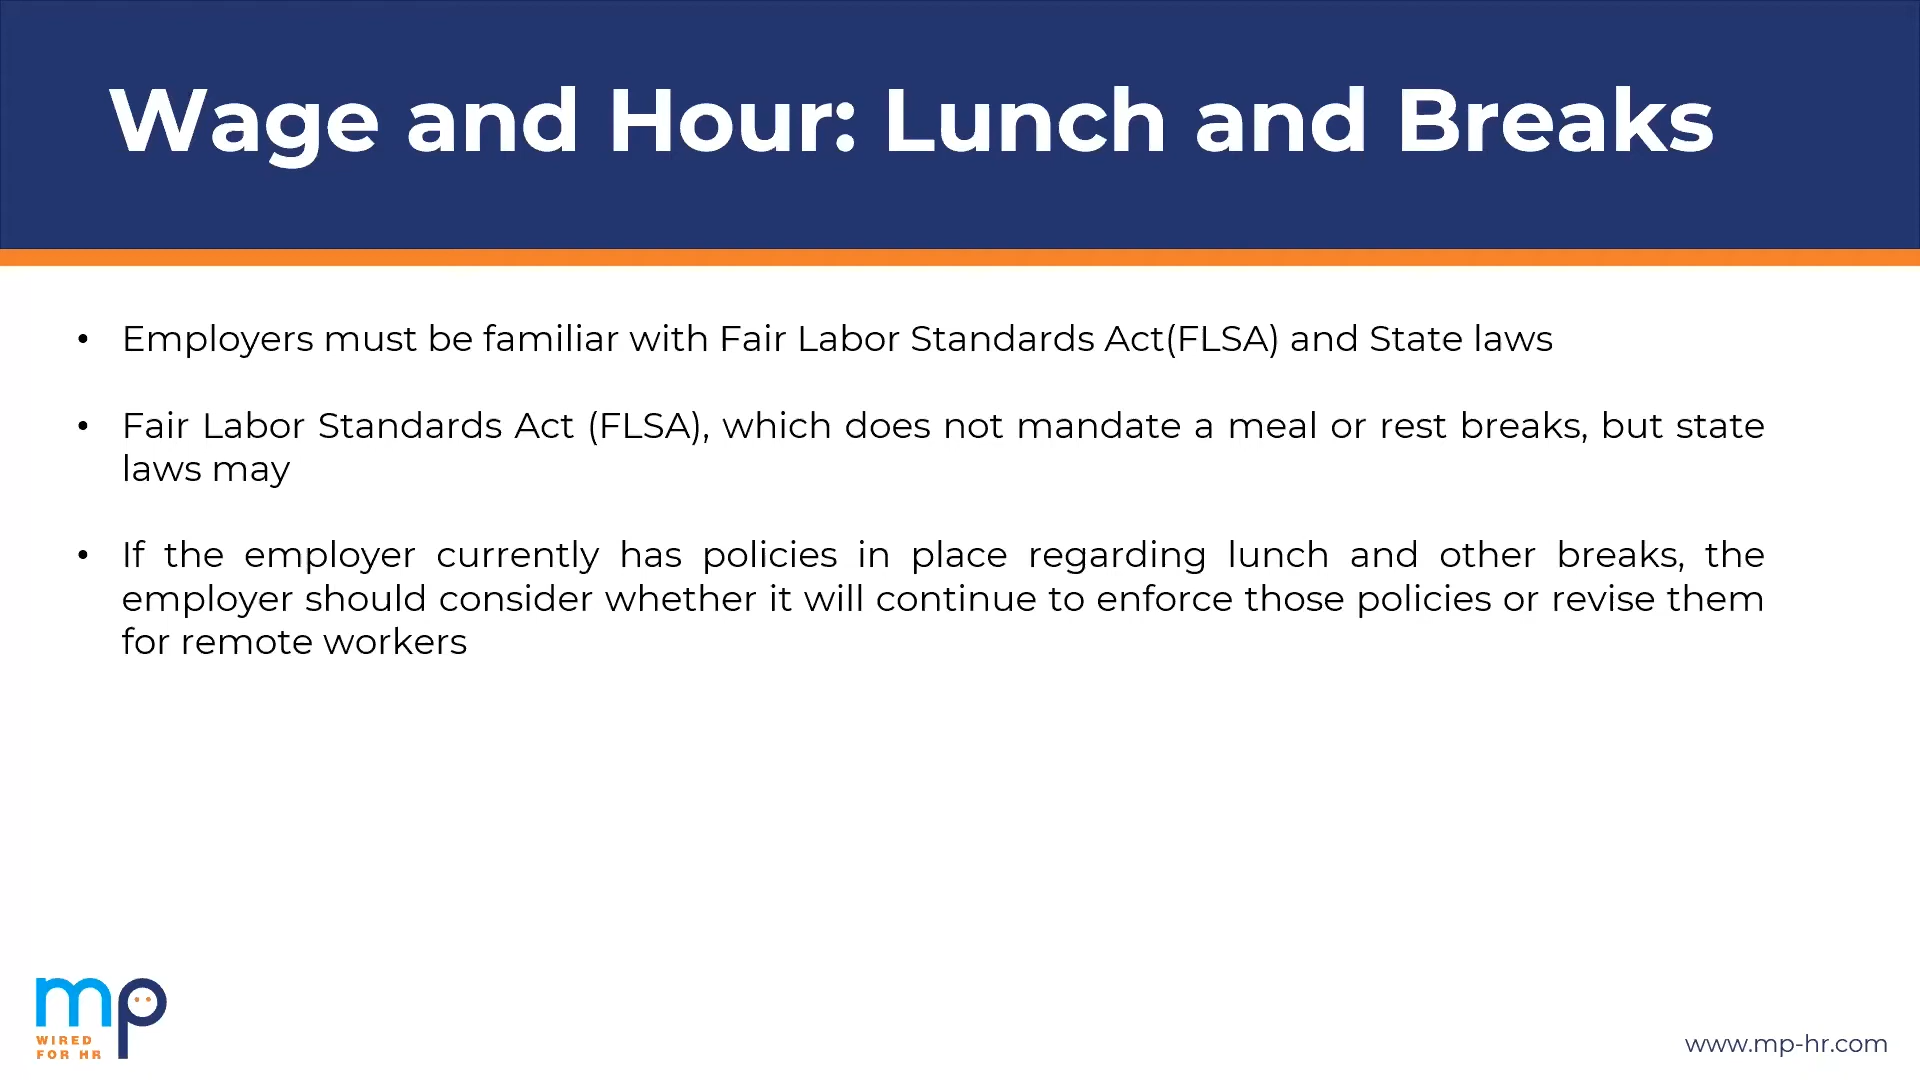 Wage and Hour: Lunch and Breaks
• Employers must be familiar with Fair Labor Standards Act(FLSA) and State laws
• Fair Labor Standards Act (FLSA), which does not mandate a meal or rest breaks, but state
laws may
• If the employer currently has policies in place regarding lunch and other breaks, the
employer should consider whether it will continue to enforce those policies or revise them
for remote workers
mp
WIRED
FOR HR
www.mp-hr.com